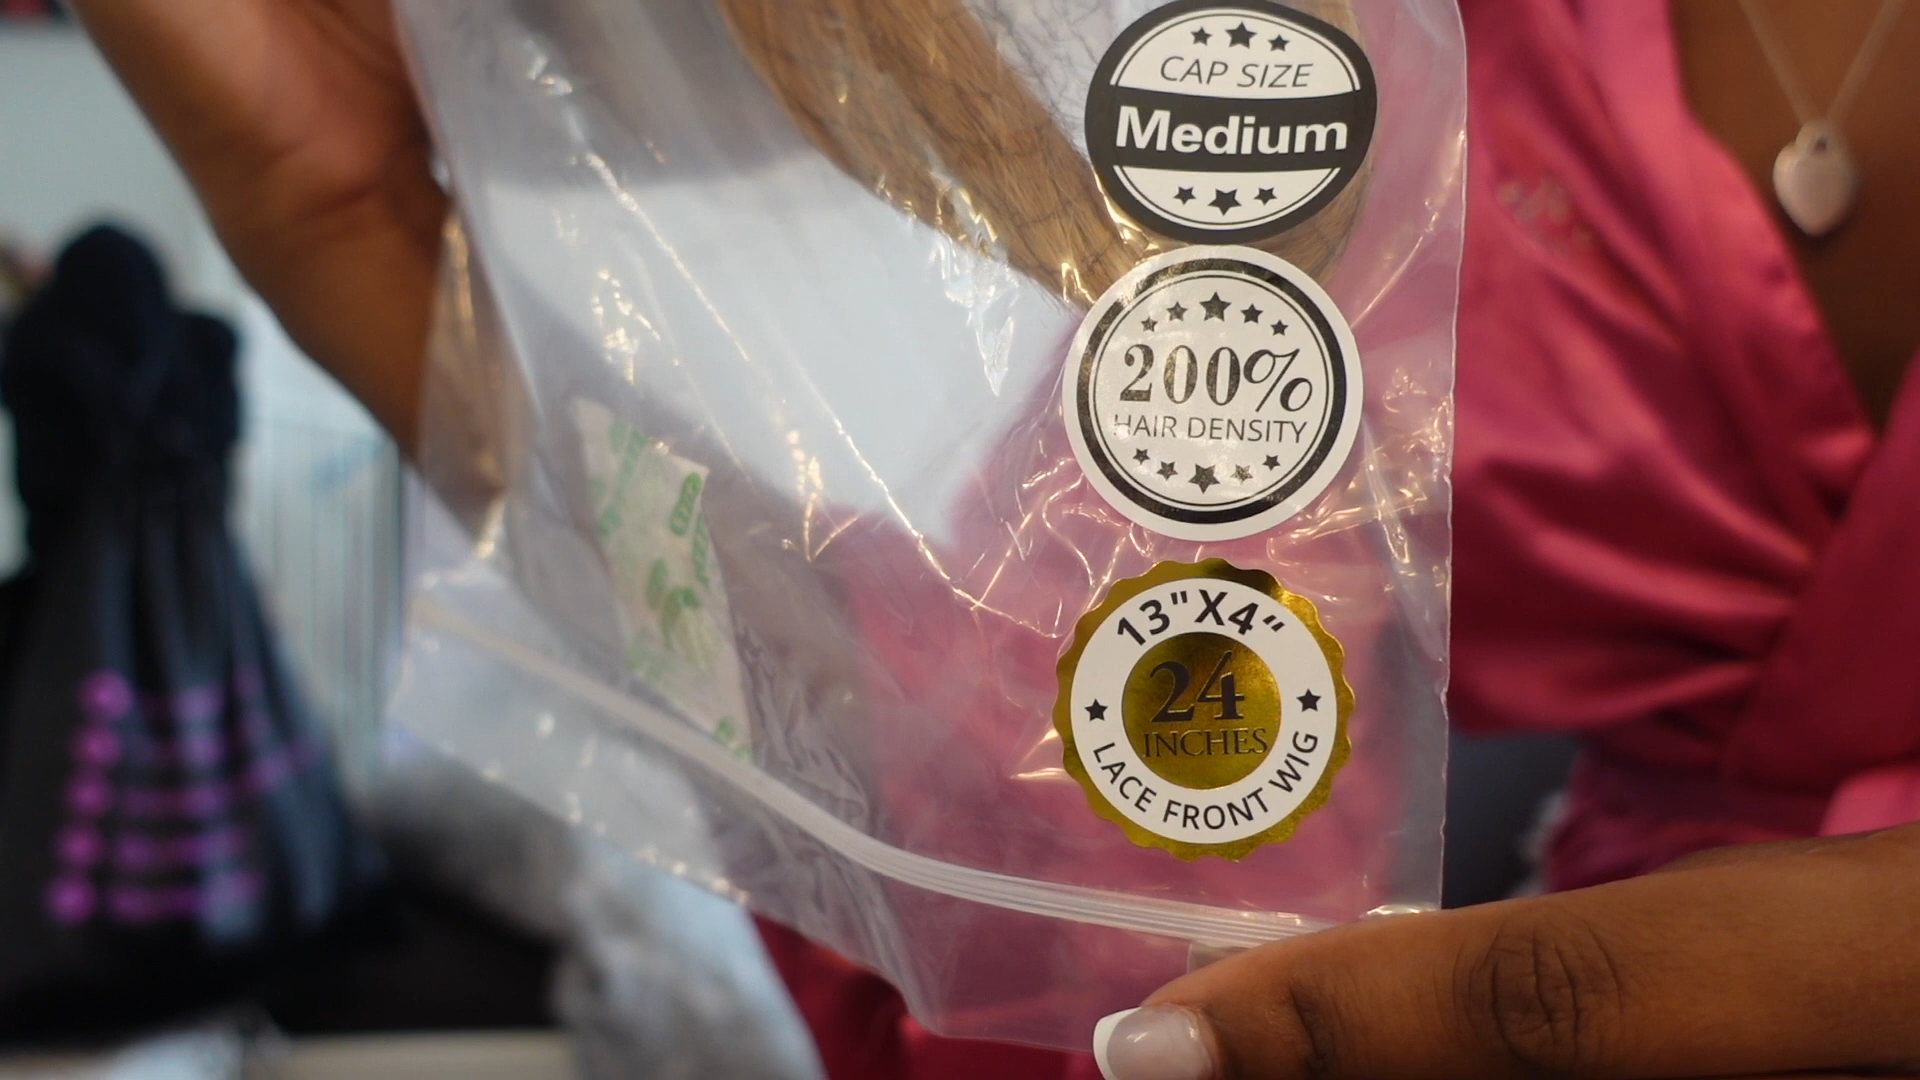 CAP SIZE
Medium
200%
HAIR DENSITY
13"X4"
24
INCHES
LACE FRONT WIG